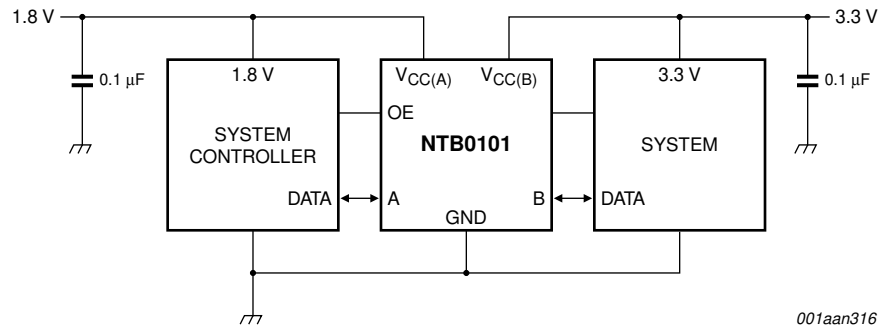 1.8 V
3.3 V
0.1 μF
1.8 V
VCC(A)
VCC(B)
3.3 V
0.1 μF
OE
SYSTEM
CONTROLLER
NTB0101
SYSTEM
DATA
A
B
DATA
GND
001aan316